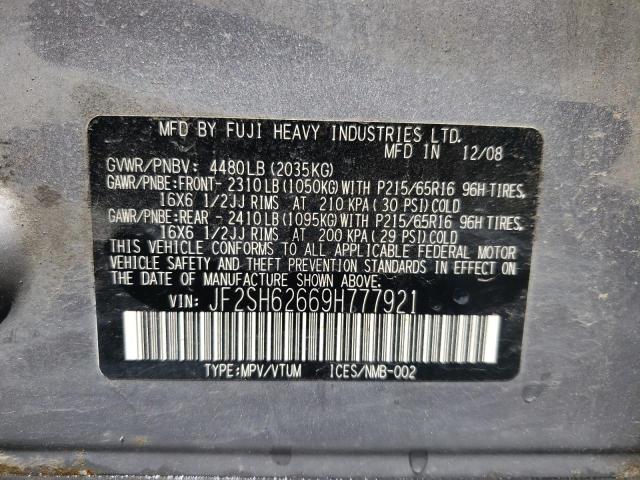 MFD BY FUJI HEAVY INDUSTRIES LTD.
MFD IN 12/08
GVWR/PNBV: 4480LB(2035KG)
GAWR/PNBE:FRONT- 2310LB(1050KG)WITH P215/65R16 96H TIRES,
16X6 1/2JJ RIMS AT 210 KPA( 30 PSI)COLD
GAWR/PNBE:REAR - 2410LB(1095KG)WITH P215/65R16 96H TIRES,
16X6 1/2JJ RIMS AT 200 KPA( 29 PSI)COLD
THIS VEHICLE CONFORMS TO ALL APPLICABLE FEDERAL MOTOR
VEHICLE SAFETY AND THEFT PREVENTION STANDARDS IN EFFECT ON
THE DATE OF MANUFACTURE SHOWN ABOVE.
VIN: JF2SH62669H777921
TYPE:MPV/VTUM ICES/NMB-002